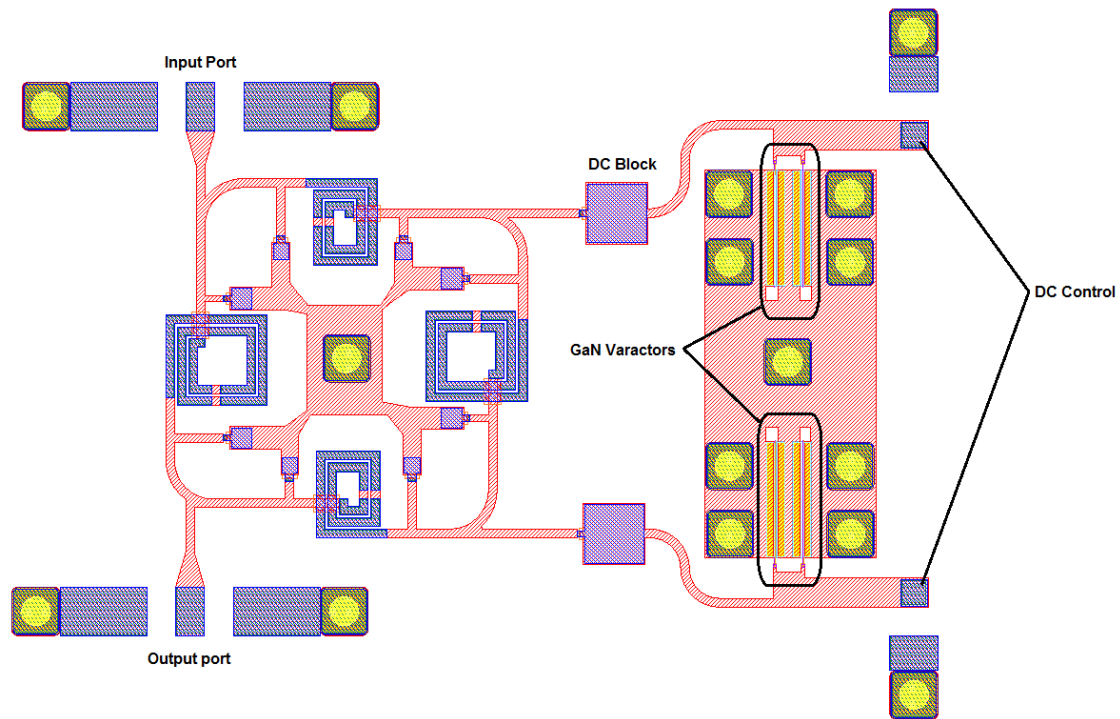 Input Port
DC Block
DC Control
GaN Varactors
Output port